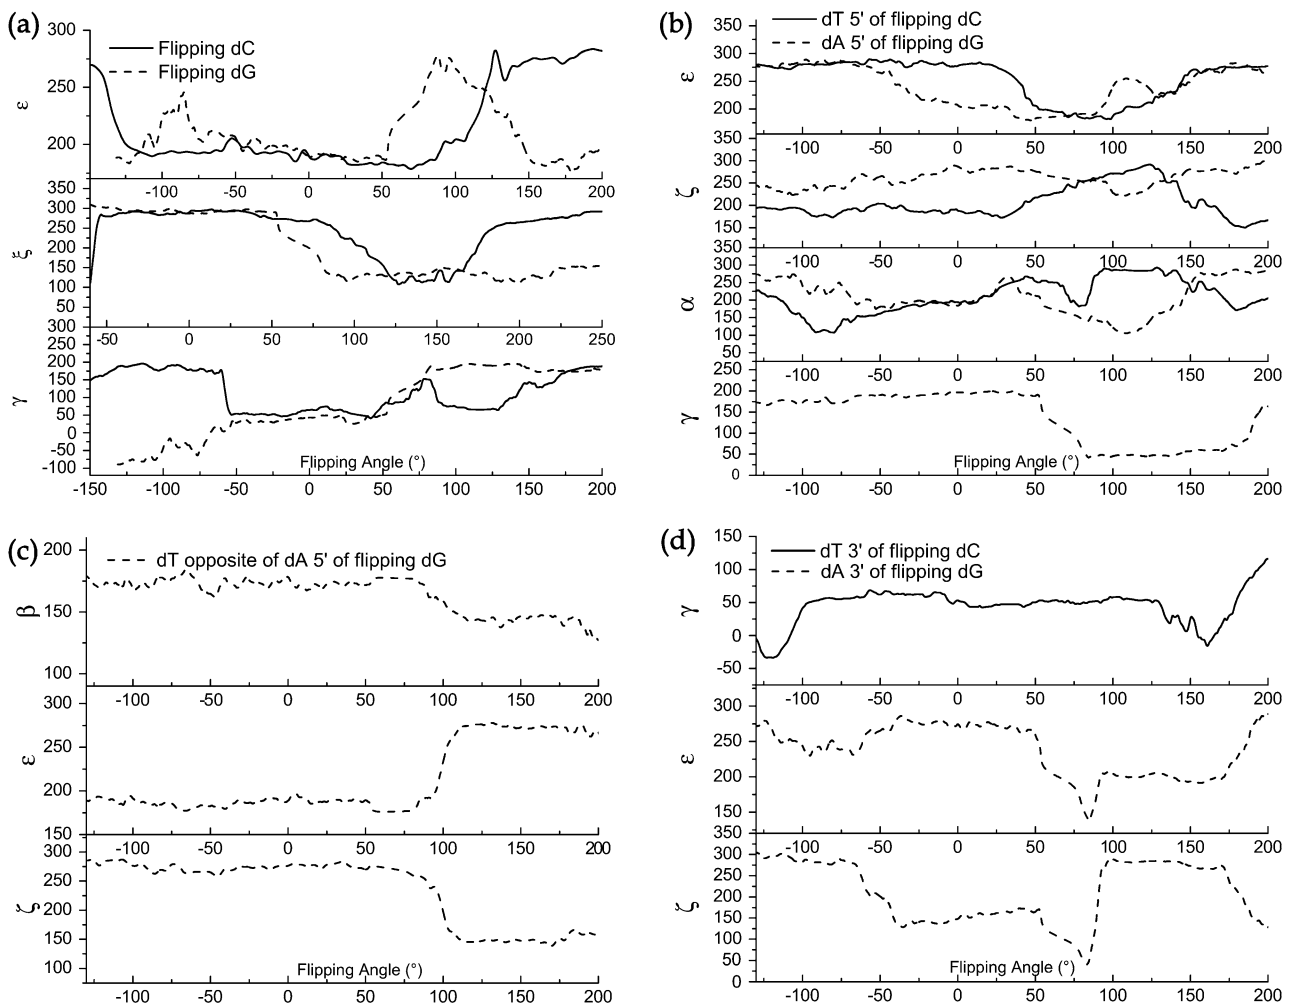 (a)
Flipping dC
Flipping dG
ε
300
250
200
-100 -50 0 50 100 150 200
ξ
350
300
250
200
150
100
50
300
-50 0 50 100 150 200 250
γ
250
200
150
100
50
0
-50
-100
Flipping Angle (°)
-150 -100 -50 0 50 100 150 200
(b)
dT 5' of flipping dC
dA 5' of flipping dG
ε
350
300
250
200
350
-100 -50 0 50 100 150 200
ζ
300
250
200
150
350
-100 -50 0 50 100 150 200
α
300
250
200
150
100
50
-100 -50 0 50 100 150 200
γ
250
200
150
100
50
0
Flipping Angle (°)
-100 -50 0 50 100 150 200
(c)
dT opposite of dA 5' of flipping dG
β
200
150
100
-100 -50 0 50 100 150 200
ε
300
250
200
150
-100 -50 0 50 100 150 200
ζ
300
250
200
150
100
Flipping Angle (°)
-100 -50 0 50 100 150 200
(d)
dT 3' of flipping dC
dA 3' of flipping dG
γ
150
100
50
0
-50
-100 -50 0 50 100 150 200
ε
300
250
200
150
350
-100 -50 0 50 100 150 200
ζ
300
250
200
150
100
50
0
Flipping Angle (°)
-100 -50 0 50 100 150 200